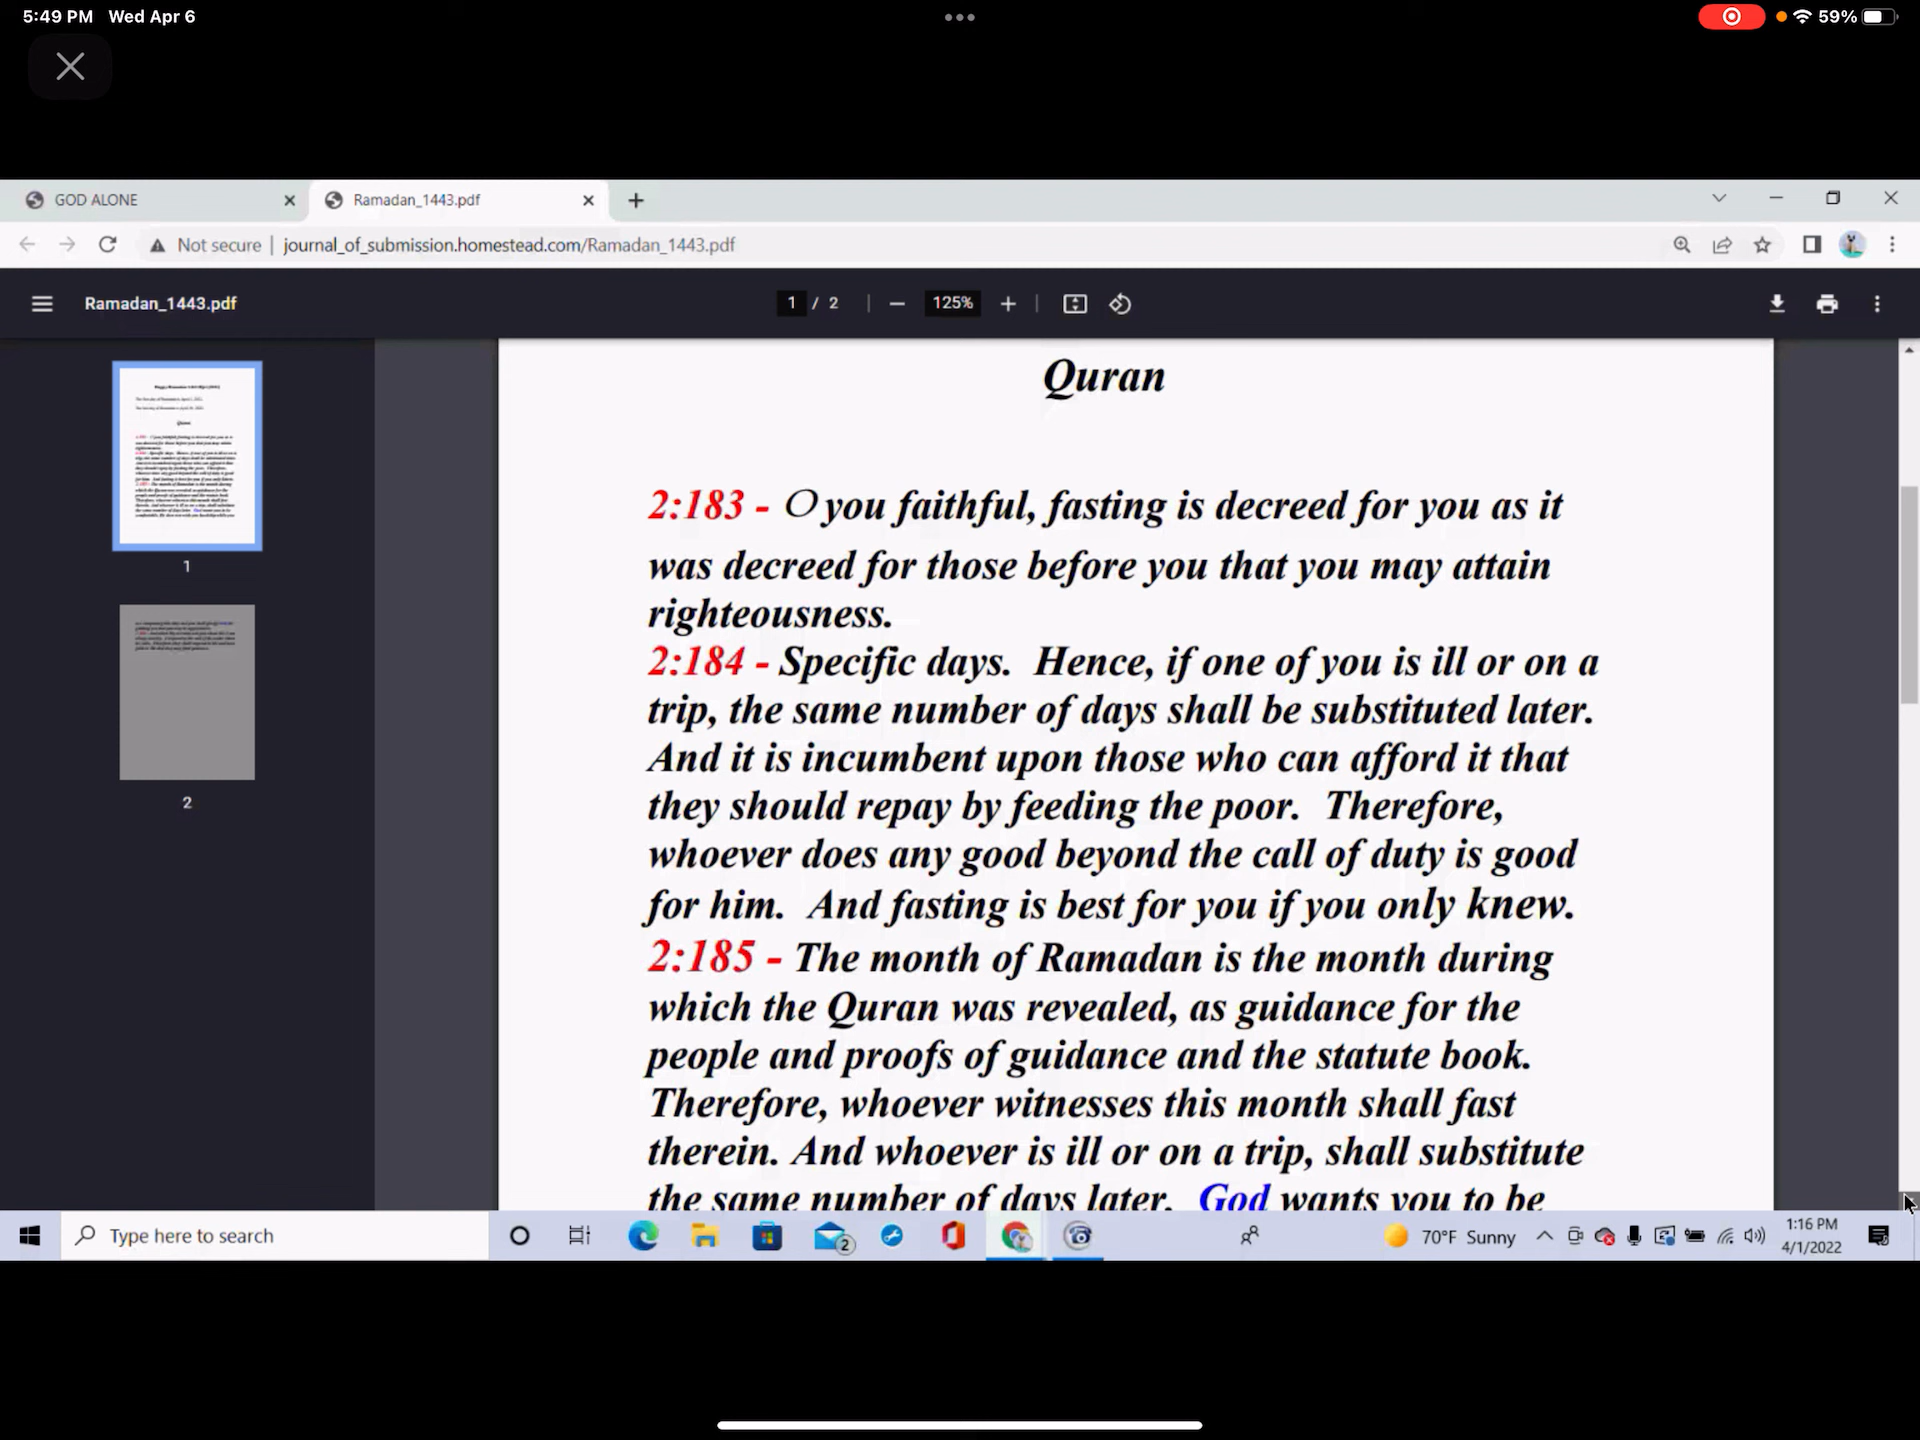 5:49 PM Wed Apr 6
59%
GOD ALONE
Ramadan_1443.pdf
Not secure | journal_of_submission.homestead.com/Ramadan_1443.pdf
Ramadan_1443.pdf
1 / 2
125%
1
2
Quran
2:183 - O you faithful, fasting is decreed for you as it
was decreed for those before you that you may attain
righteousness.
2:184 - Specific days. Hence, if one of you is ill or on a
trip, the same number of days shall be substituted later.
And it is incumbent upon those who can afford it that
they should repay by feeding the poor. Therefore,
whoever does any good beyond the call of duty is good
for him. And fasting is best for you if you only knew.
2:185 - The month of Ramadan is the month during
which the Quran was revealed, as guidance for the
people and proofs of guidance and the statute book.
Therefore, whoever witnesses this month shall fast
therein. And whoever is ill or on a trip, shall substitute
the same number of days later. God wants you to be
Type here to search
2
70°F Sunny
1:16 PM
4/1/2022